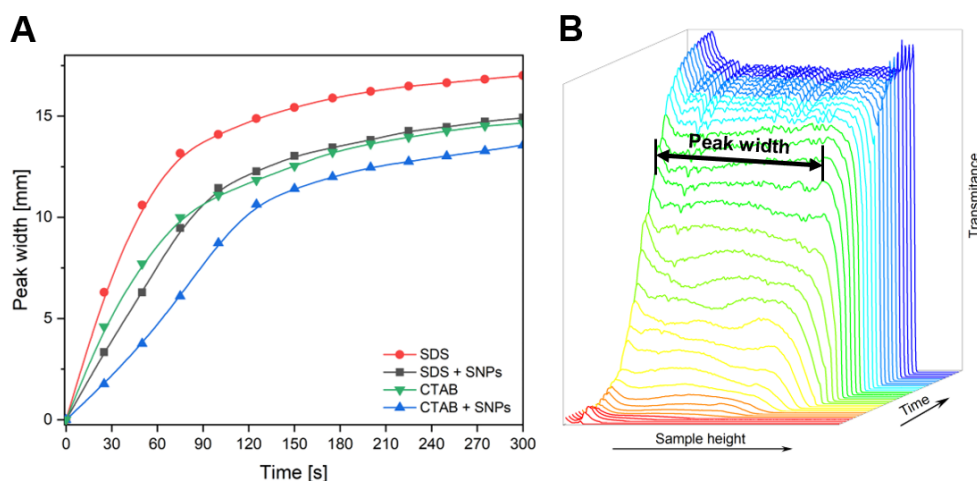 A
Peak width [mm]
15
10
5
0
0 30 60 90 120 150 180 210 240 270 300
Time [s]
SDS
SDS + SNPs
CTAB
CTAB + SNPs
B
Peak width
Transmitance
Time
Sample height